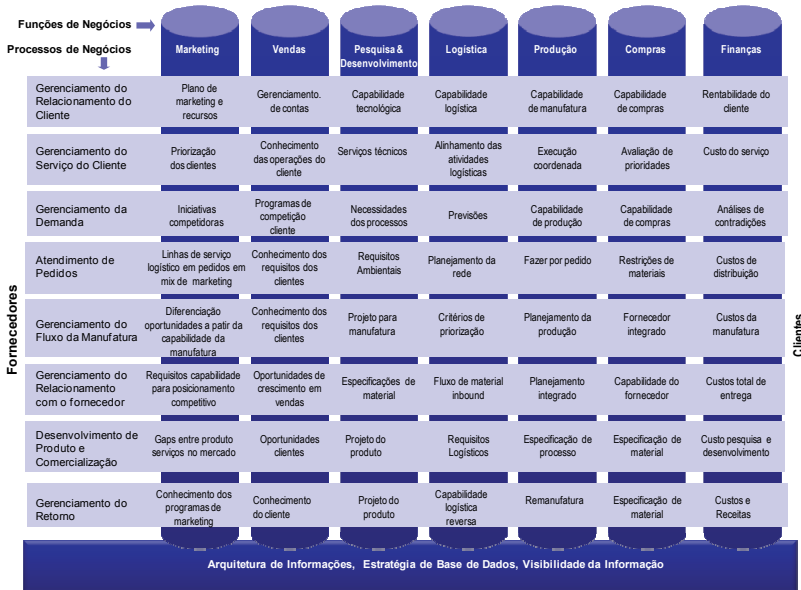 Funções de Negócios
Processos de Negócios
Marketing
Vendas
Pesquisa &
Desenvolvimento
Logística
Produção
Compras
Finanças
Gerenciamento do
Relacionamento do
Cliente
Plano de
marketing e
recursos
Gerenciamento.
de contas
Capabilidade
tecnológica
Capabilidade
logística
Capabilidade
de manufatura
Capabilidade
de compras
Rentabilidade do
cliente
Gerenciamento do
Serviço do Cliente
Priorização
dos clientes
Conhecimento
das operações do
cliente
Serviços técnicos
Alinhamento das
atividades
logísticas
Execução
coordenada
Avaliação de
prioridades
Custo do serviço
Gerenciamento da
Demanda
Iniciativas
competidoras
Programas de
competição
cliente
Necessidades
dos processos
Previsões
Capabilidade
de produção
Capabilidade
de compras
Análises de
contradições
Atendimento de
Pedidos
Linhas de serviço
logístico em pedidos em
mix de marketing
Conhecimento dos
requisitos dos
clientes
Requisitos
Ambientais
Planejamento da
rede
Fazer por pedido
Restrições de
materiais
Custos de
distribuição
Gerenciamento do
Fluxo da Manufatura
Diferenciação
oportunidades a patir da
capabilidade da
manufatura
Conhecimento dos
requisitos dos
clientes
Projeto para
manufatura
Critérios de
priorização
Planejamento da
produção
Fornecedor
integrado
Custos da
manufatura
Gerenciamento do
Relacionamento
com o fornecedor
Requisitos capabilidade
para posicionamento
competitivo
Oportunidades de
crescimento em
vendas
Especificações de
material
Fluxo de material
inbound
Planejamento
integrado
Capabilidade do
fornecedor
Custos total de
entrega
Desenvolvimento de
Produto e
Comercialização
Gaps entre produto
serviços no mercado
Oportunidades
clientes
Projeto do
produto
Requisitos
Logísticos
Especificação de
processo
Especificação de
material
Custo pesquisa e
desenvolvimento
Gerenciamento do
Retorno
Conhecimento dos
programas de
marketing
Conhecimento
do cliente
Projeto do
produto
Capabilidade
logística
reversa
Remanufatura
Especificação de
material
Custos e
Receitas
Fornecedores
Clientes
Arquitetura de Informações, Estratégia de Base de Dados, Visibilidade da Informação